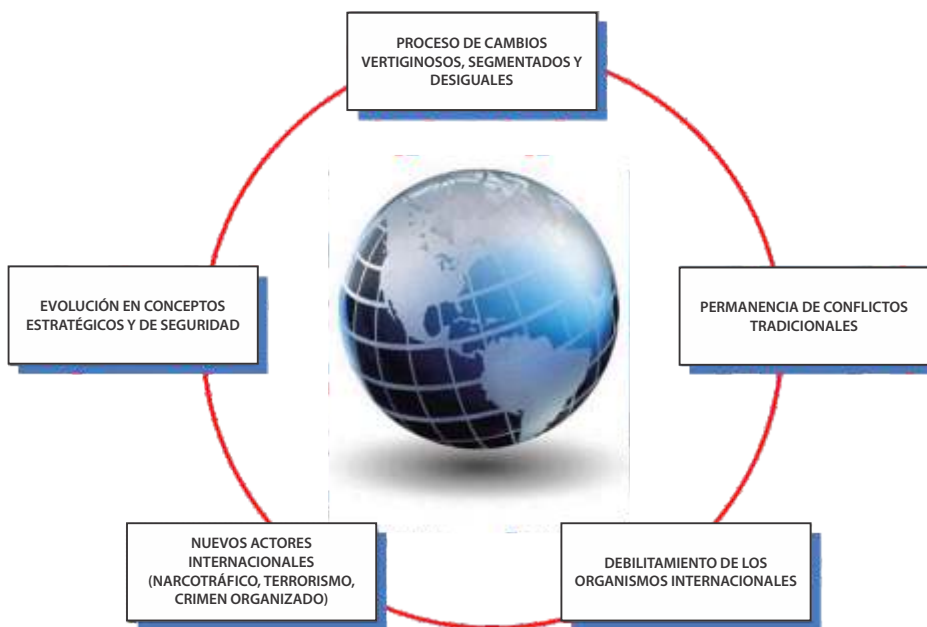 PROCESO DE CAMBIOS
VERTIGINOSOS, SEGMENTADOS Y
DESIGUALES
EVOLUCIÓN EN CONCEPTOS
ESTRATÉGICOS Y DE SEGURIDAD
PERMANENCIA DE CONFLICTOS
TRADICIONALES
NUEVOS ACTORES
INTERNACIONALES
(NARCOTRÁFICO, TERRORISMO,
CRIMEN ORGANIZADO)
DEBILITAMIENTO DE LOS
ORGANISMOS INTERNACIONALES